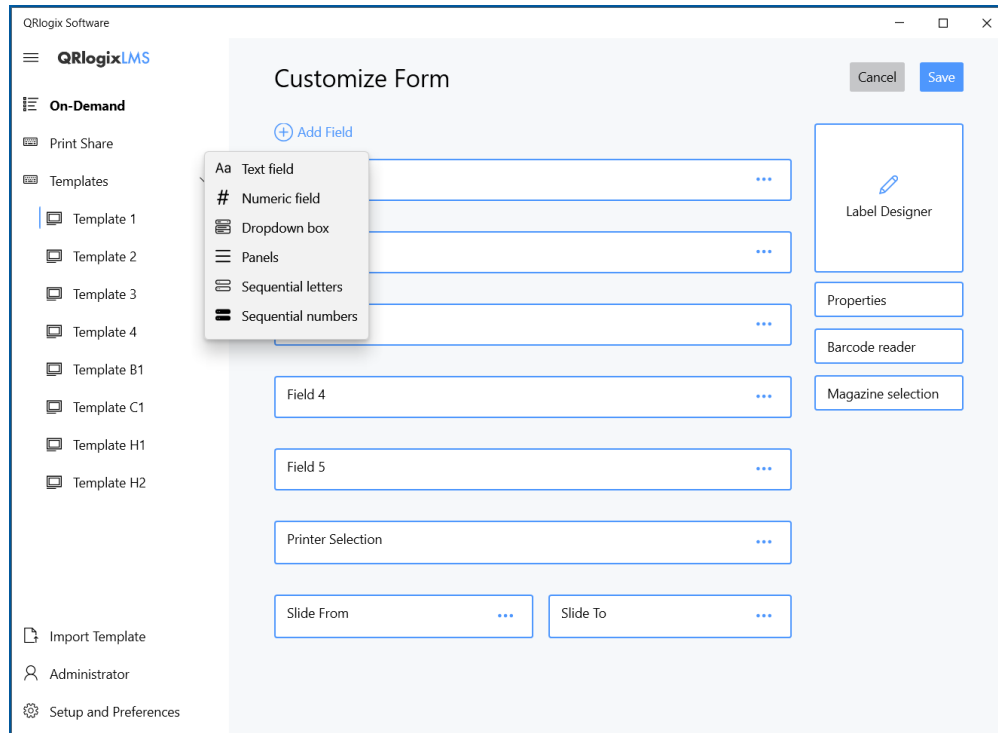 QRlogix Software
QRlogixLMS
On-Demand
Print Share
Templates
Template 1
Template 2
Template 3
Template 4
Template B1
Template C1
Template H1
Template H2
Import Template
Administrator
Setup and Preferences
Customize Form
Cancel
Save
Add Field
Aa Text field
# Numeric field
Dropdown box
Panels
Sequential letters
Sequential numbers
Field 4
Field 5
Printer Selection
Slide From
Slide To
Label Designer
Properties
Barcode reader
Magazine selection